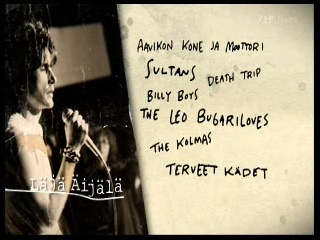 AAVIKON KONE JA MOOTTORI
SULTANS
DEATH TRIP
BILLY BOYS
THE LEO BUGARILOVES
THE KOLMAS
TERVEET KÄDET
Läjä Äijälä